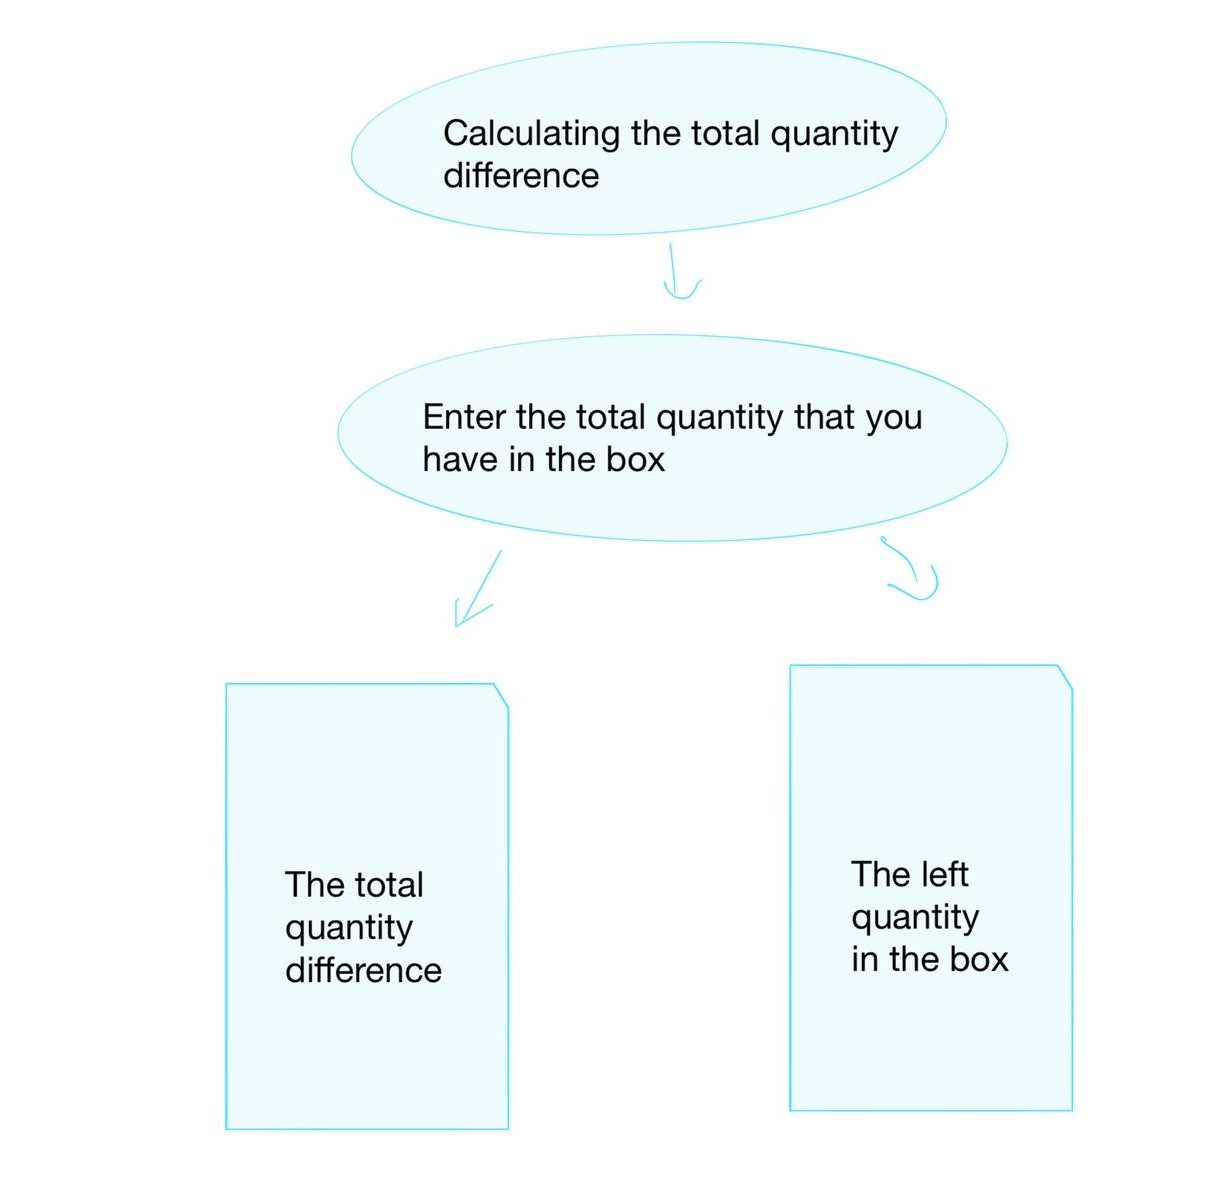 Calculating the total quantity
difference
Enter the total quantity that you
have in the box
The total
quantity
difference
The left
quantity
in the box